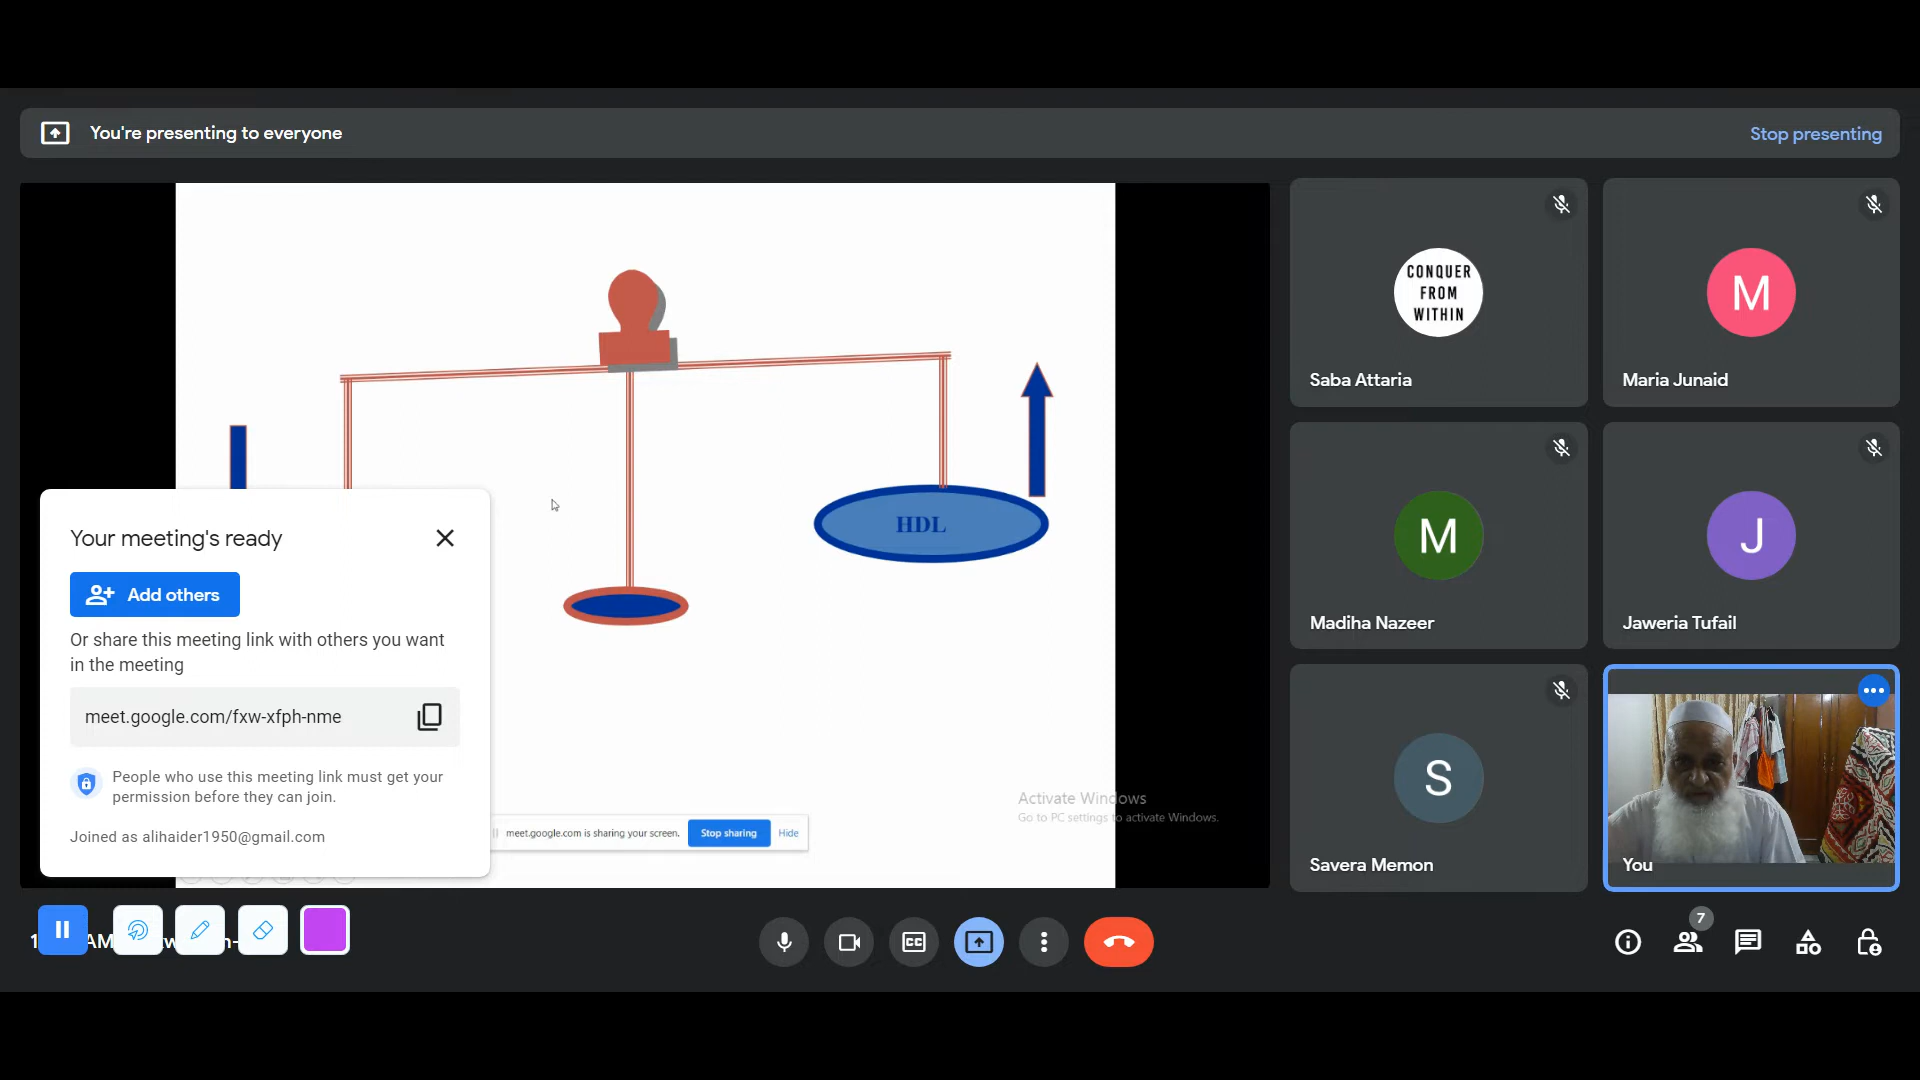 You're presenting to everyone
Stop presenting
HDL
Your meeting's ready
Add others
Or share this meeting link with others you want
in the meeting
meet.google.com/fxw-xfph-nme
People who use this meeting link must get your
permission before they can join.
Joined as alihaider1950@gmail.com
meet.google.com is sharing your screen.
Stop sharing
Hide
Activate Windows
Go to PC settings to activate Windows.
CONQUER
FROM
WITHIN
Saba Attaria
M
Maria Junaid
M
Madiha Nazeer
J
Jaweria Tufail
S
Savera Memon
You
AM
CC
7